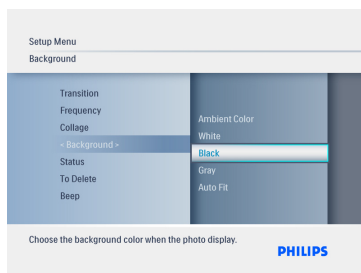 Setup Menu
Background
Transition
Frequency
Collage
< Background >
Status
To Delete
Beep
Ambient Color
White
Black
Gray
Auto Fit
Choose the background color when the photo display.
PHILIPS